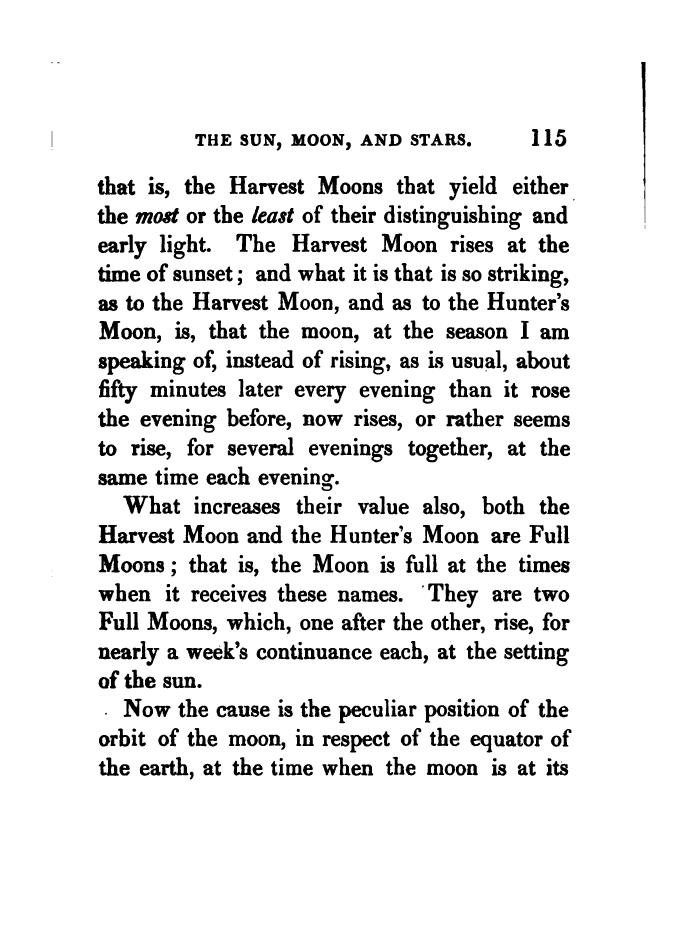 THE SUN, MOON, AND STARS. 115
that is, the Harvest Moons that yield either
the most or the least of their distinguishing and
early light. The Harvest Moon rises at the
time of sunset; and what it is that is so striking,
as to the Harvest Moon, and as to the Hunter's
Moon, is, that the moon, at the season I am
speaking of, instead of rising, as is usual, about
fifty minutes later every evening than it rose
the evening before, now rises, or rather seems
to rise, for several evenings together, at the
same time each evening.
What increases their value also, both the
Harvest Moon and the Hunter's Moon are Full
Moons; that is, the Moon is full at the times
when it receives these names. They are two
Full Moons, which, one after the other, rise, for
nearly a week's continuance each, at the setting
of the sun.
Now the cause is the peculiar position of the
orbit of the moon, in respect of the equator of
the earth, at the time when the moon is at its